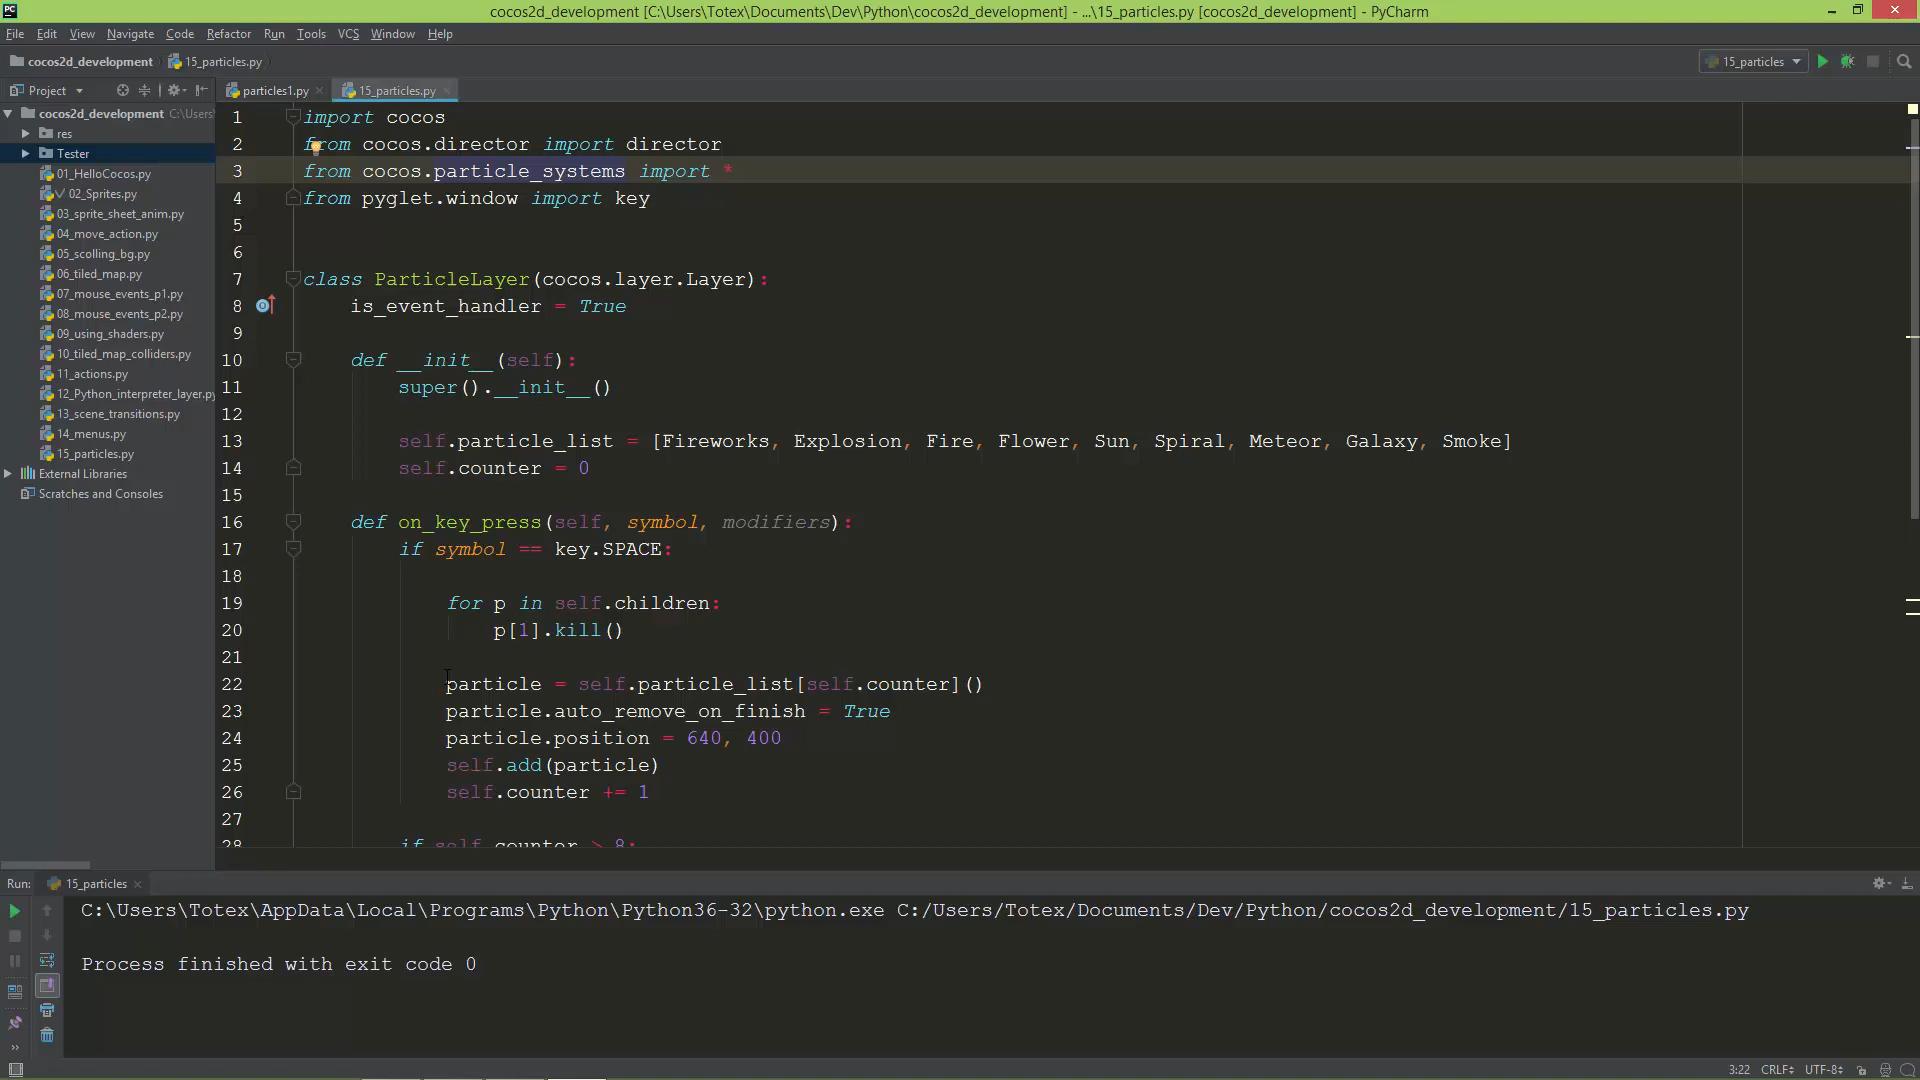 PC cocos2d_development [C:\Users\Totex\Documents\Dev\Python\cocos2d_development] - ...\15_particles.py [cocos2d_development] - PyCharm
File Edit View Navigate Code Refactor Run Tools VCS Window Help
cocos2d_development 15_particles.py 15_particles
Project particles1.py 15_particles.py
cocos2d_development C:\Users
res
Tester
01_HelloCocos.py
02_Sprites.py
03_sprite_sheet_anim.py
04_move_action.py
05_scolling_bg.py
06_tiled_map.py
07_mouse_events_p1.py
08_mouse_events_p2.py
09_using_shaders.py
10_tiled_map_colliders.py
11_actions.py
12_Python_interpreter_layer.py
13_scene_transitions.py
14_menus.py
15_particles.py
External Libraries
Scratches and Consoles
1 import cocos
2 from cocos.director import director
3 from cocos.particle_systems import *
4 from pyglet.window import key
5
6
7 class ParticleLayer(cocos.layer.Layer):
8 is_event_handler = True
9
10 def __init__(self):
11 super().__init__()
12
13 self.particle_list = [Fireworks, Explosion, Fire, Flower, Sun, Spiral, Meteor, Galaxy, Smoke]
14 self.counter = 0
15
16 def on_key_press(self, symbol, modifiers):
17 if symbol == key.SPACE:
18
19 for p in self.children:
20 p[1].kill()
21
22 particle = self.particle_list[self.counter]()
23 particle.auto_remove_on_finish = True
24 particle.position = 640, 400
25 self.add(particle)
26 self.counter += 1
27
28 if self.counter > 8:
Run: 15_particles
C:\Users\Totex\AppData\Local\Programs\Python\Python36-32\python.exe C:/Users/Totex/Documents/Dev/Python/cocos2d_development/15_particles.py
Process finished with exit code 0
3:22 CRLF UTF-8